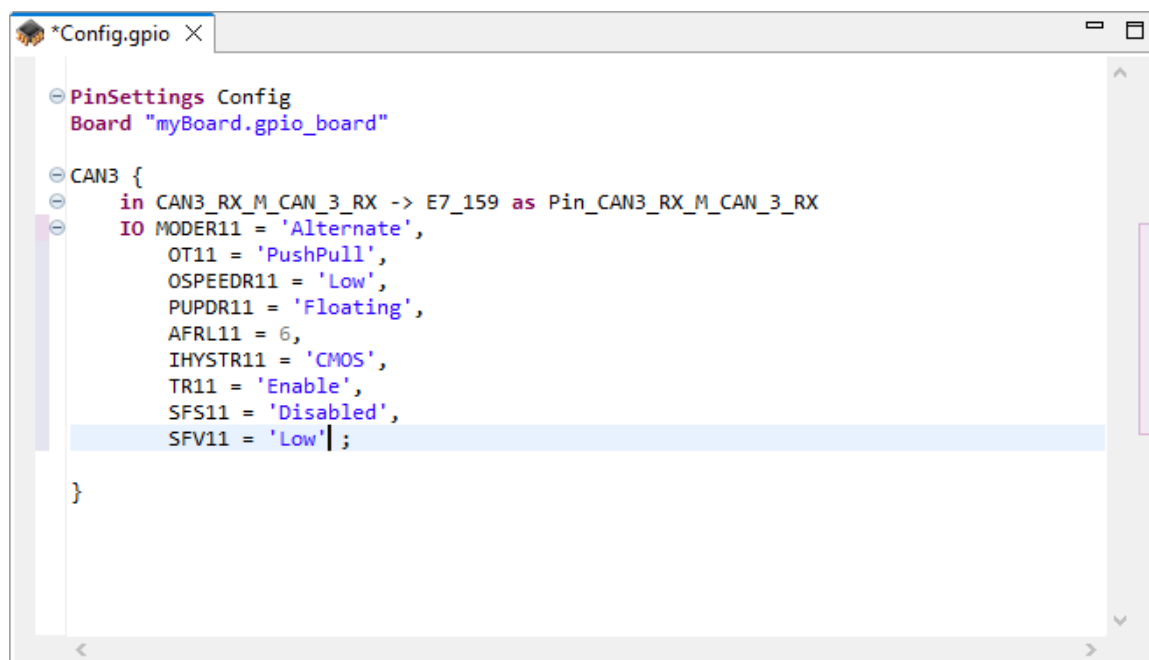 *Config.gpio
PinSettings Config
Board "myBoard.gpio_board"
CAN3 {
in CAN3_RX_M_CAN_3_RX -> E7_159 as Pin_CAN3_RX_M_CAN_3_RX
IO MODER11 = 'Alternate',
OT11 = 'PushPull',
OSPEEDR11 = 'Low',
PUPDR11 = 'Floating',
AFRL11 = 6,
IHYSTR11 = 'CMOS',
TR11 = 'Enable',
SFS11 = 'Disabled',
SFV11 = 'Low' ;
}